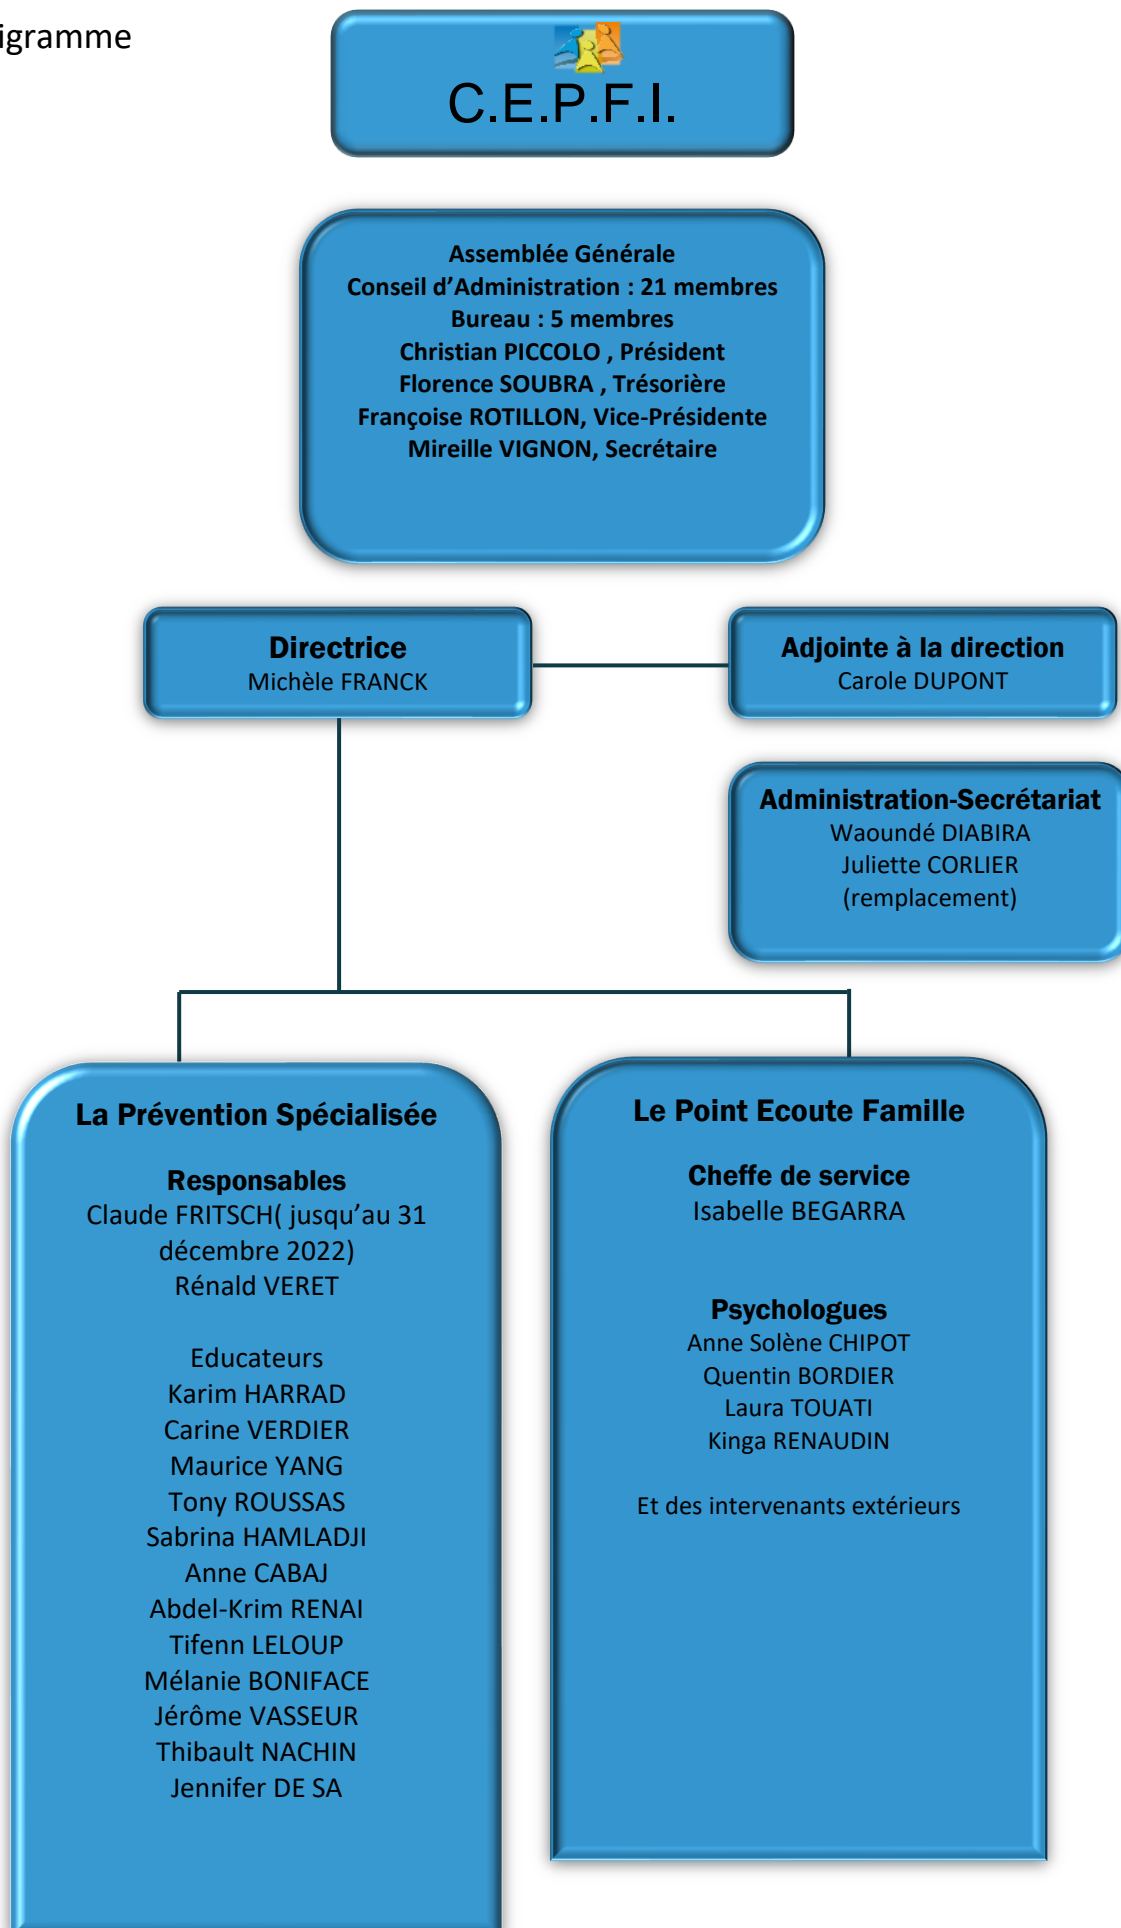 igramme
C.E.P.F.I.
Assemblée Générale
Conseil d’Administration : 21 membres
Bureau : 5 membres
Christian PICCOLO , Président
Florence SOUBRA , Trésorière
Françoise ROTILLON, Vice-Présidente
Mireille VIGNON, Secrétaire
Directrice
Michèle FRANCK
Adjointe à la direction
Carole DUPONT
Administration-Secrétariat
Waoundé DIABIRA
Juliette CORLIER
(remplacement)
La Prévention Spécialisée
Responsables
Claude FRITSCH( jusqu’au 31
décembre 2022)
Rénald VERET
Educateurs
Karim HARRAD
Carine VERDIER
Maurice YANG
Tony ROUSSAS
Sabrina HAMLADJI
Anne CABAJ
Abdel-Krim RENAI
Tifenn LELOUP
Mélanie BONIFACE
Jérôme VASSEUR
Thibault NACHIN
Jennifer DE SA
Le Point Ecoute Famille
Cheffe de service
Isabelle BEGARRA
Psychologues
Anne Solène CHIPOT
Quentin BORDIER
Laura TOUATI
Kinga RENAUDIN
Et des intervenants extérieurs